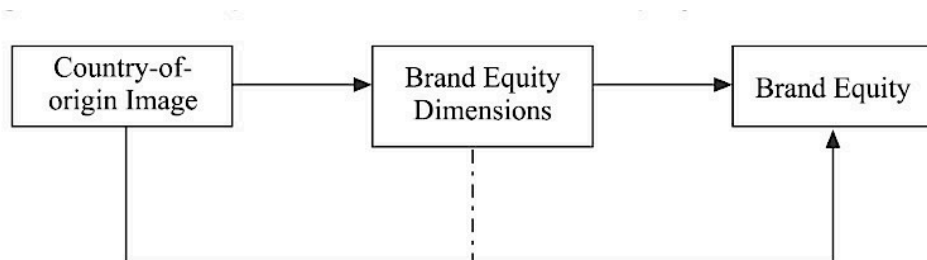 Country-of-
origin Image
Brand Equity
Dimensions
Brand Equity